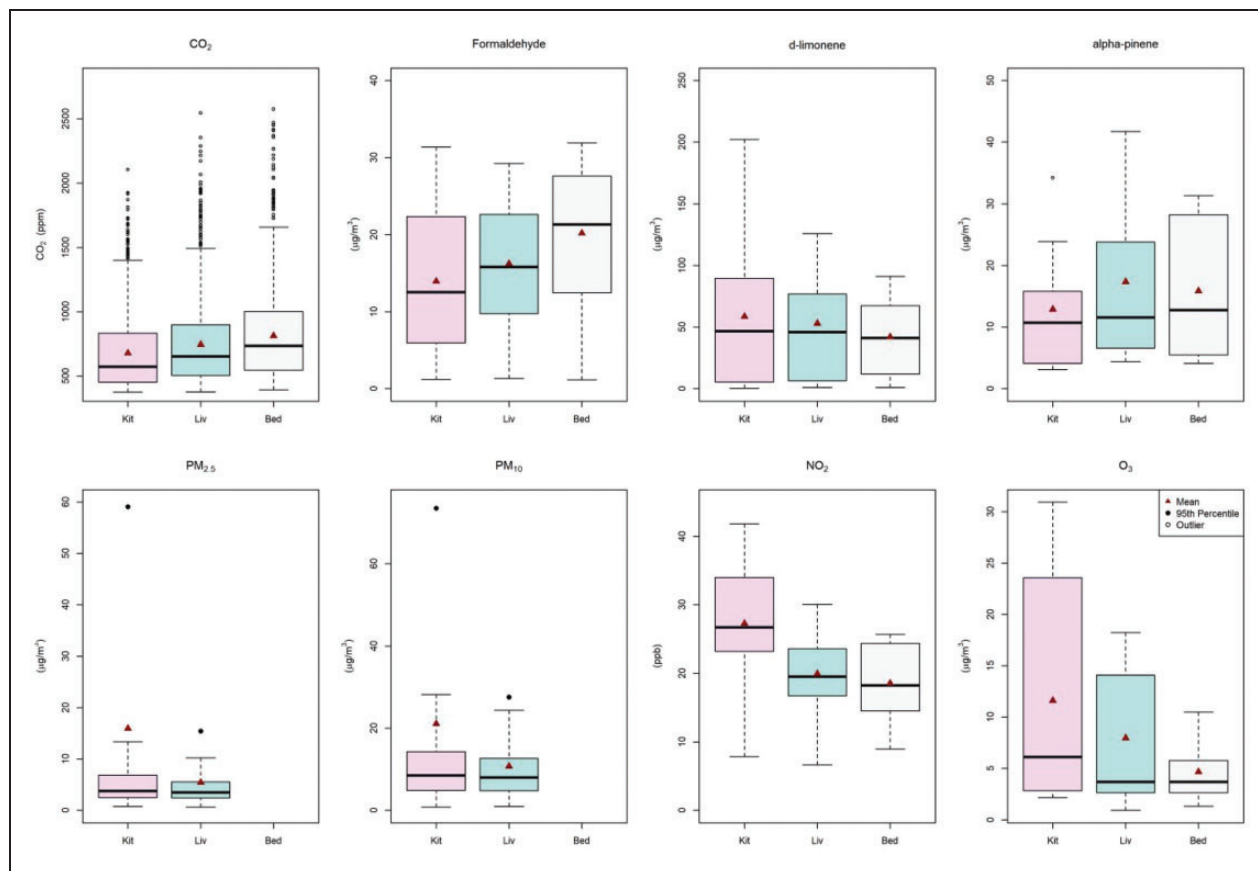 CO₂
CO₂ (ppm)
2500
2000
1500
1000
500
Kit Liv Bed
Formaldehyde
(µg/m³)
40
30
20
10
0
Kit Liv Bed
d-limonene
(µg/m³)
250
200
150
100
50
0
Kit Liv Bed
alpha-pinene
(µg/m³)
50
40
30
20
10
0
Kit Liv Bed
PM₂.₅
(µg/m³)
60
50
40
30
20
10
0
Kit Liv Bed
PM₁₀
(µg/m³)
60
40
20
0
Kit Liv Bed
NO₂
(ppb)
40
30
20
10
0
Kit Liv Bed
O₃
(µg/m³)
30
25
20
15
10
5
0
Kit Liv Bed
Mean
95th Percentile
Outlier